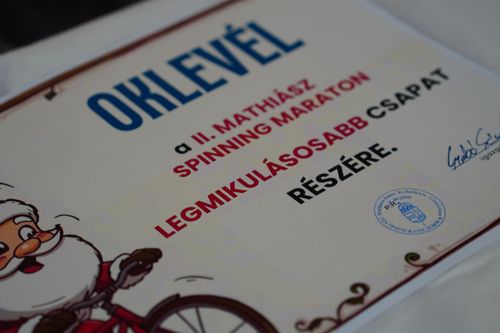 OKLEVÉL
a II. MATHIÁSZ
SPINNING MARATON
LEGMIKULÁSOSABB CSAPAT
RÉSZÉRE.